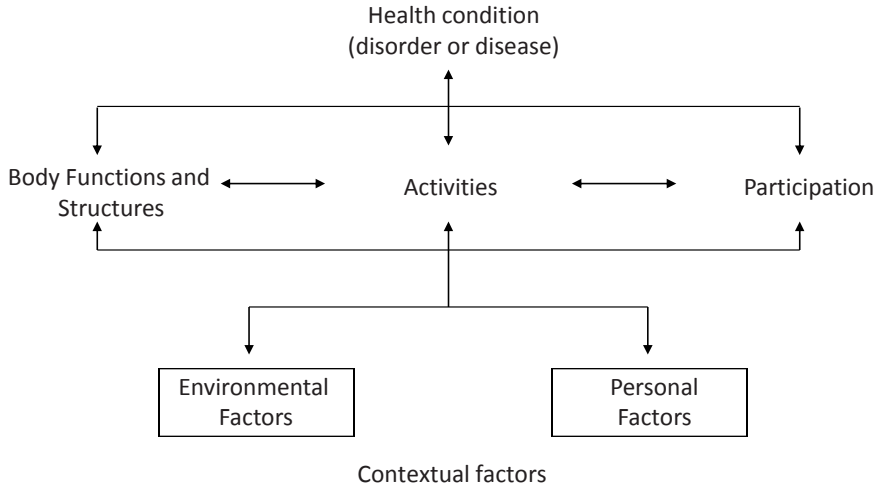 Health condition
(disorder or disease)
Body Functions and
Structures
Activities
Participation
Environmental
Factors
Personal
Factors
Contextual factors